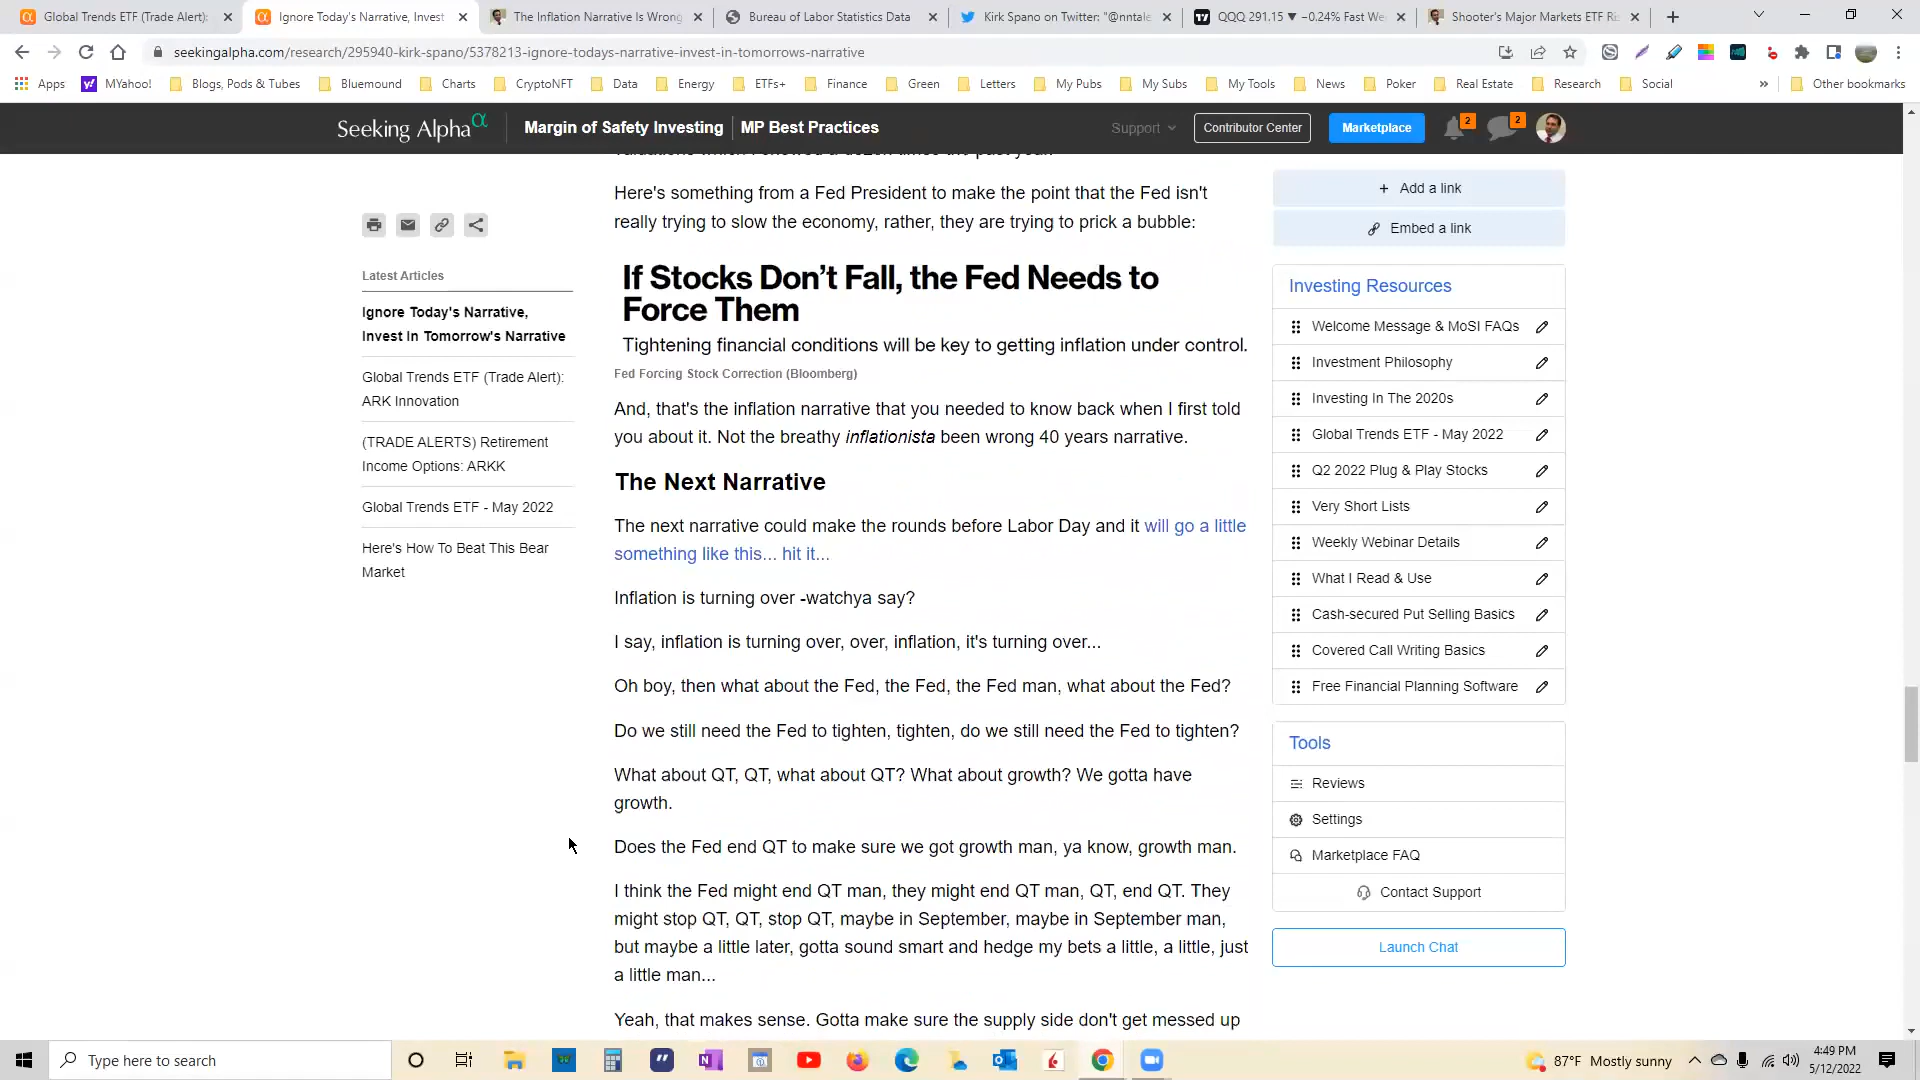 Global Trends ETF (Trade Alert):
Ignore Today's Narrative, Invest
The Inflation Narrative Is Wrong
Bureau of Labor Statistics Data
Kirk Spano on Twitter: "@nntale
QQQ 291.15 ▼ −0.24% Fast We
Shooter's Major Markets ETF Ri
seekingalpha.com/research/295940-kirk-spano/5378213-ignore-todays-narrative-invest-in-tomorrows-narrative
Apps
MYahoo!
Blogs, Pods & Tubes
Bluemound
Charts
CryptoNFT
Data
Energy
ETFs+
Finance
Green
Letters
My Pubs
My Subs
My Tools
News
Poker
Real Estate
Research
Social
»
Other bookmarks
Seeking Alpha α
Margin of Safety Investing
MP Best Practices
Support
Contributor Center
Marketplace
2
2
Latest Articles
Ignore Today's Narrative,
Invest In Tomorrow's Narrative
Global Trends ETF (Trade Alert):
ARK Innovation
(TRADE ALERTS) Retirement
Income Options: ARKK
Global Trends ETF - May 2022
Here's How To Beat This Bear
Market
Here's something from a Fed President to make the point that the Fed isn't
really trying to slow the economy, rather, they are trying to prick a bubble:
If Stocks Don't Fall, the Fed Needs to
Force Them
Tightening financial conditions will be key to getting inflation under control.
Fed Forcing Stock Correction (Bloomberg)
And, that's the inflation narrative that you needed to know back when I first told
you about it. Not the breathy inflationista been wrong 40 years narrative.
The Next Narrative
The next narrative could make the rounds before Labor Day and it will go a little
something like this... hit it...
Inflation is turning over -watchya say?
I say, inflation is turning over, over, inflation, it's turning over...
Oh boy, then what about the Fed, the Fed, the Fed man, what about the Fed?
Do we still need the Fed to tighten, tighten, do we still need the Fed to tighten?
What about QT, QT, what about QT? What about growth? We gotta have
growth.
Does the Fed end QT to make sure we got growth man, ya know, growth man.
I think the Fed might end QT man, they might end QT man, QT, end QT. They
might stop QT, QT, stop QT, maybe in September, maybe in September man,
but maybe a little later, gotta sound smart and hedge my bets a little, a little, just
a little man...
Yeah, that makes sense. Gotta make sure the supply side don't get messed up
+ Add a link
Embed a link
Investing Resources
Welcome Message & MoSI FAQs
Investment Philosophy
Investing In The 2020s
Global Trends ETF - May 2022
Q2 2022 Plug & Play Stocks
Very Short Lists
Weekly Webinar Details
What I Read & Use
Cash-secured Put Selling Basics
Covered Call Writing Basics
Free Financial Planning Software
Tools
Reviews
Settings
Marketplace FAQ
Contact Support
Launch Chat
Type here to search
87°F Mostly sunny
4:49 PM
5/12/2022